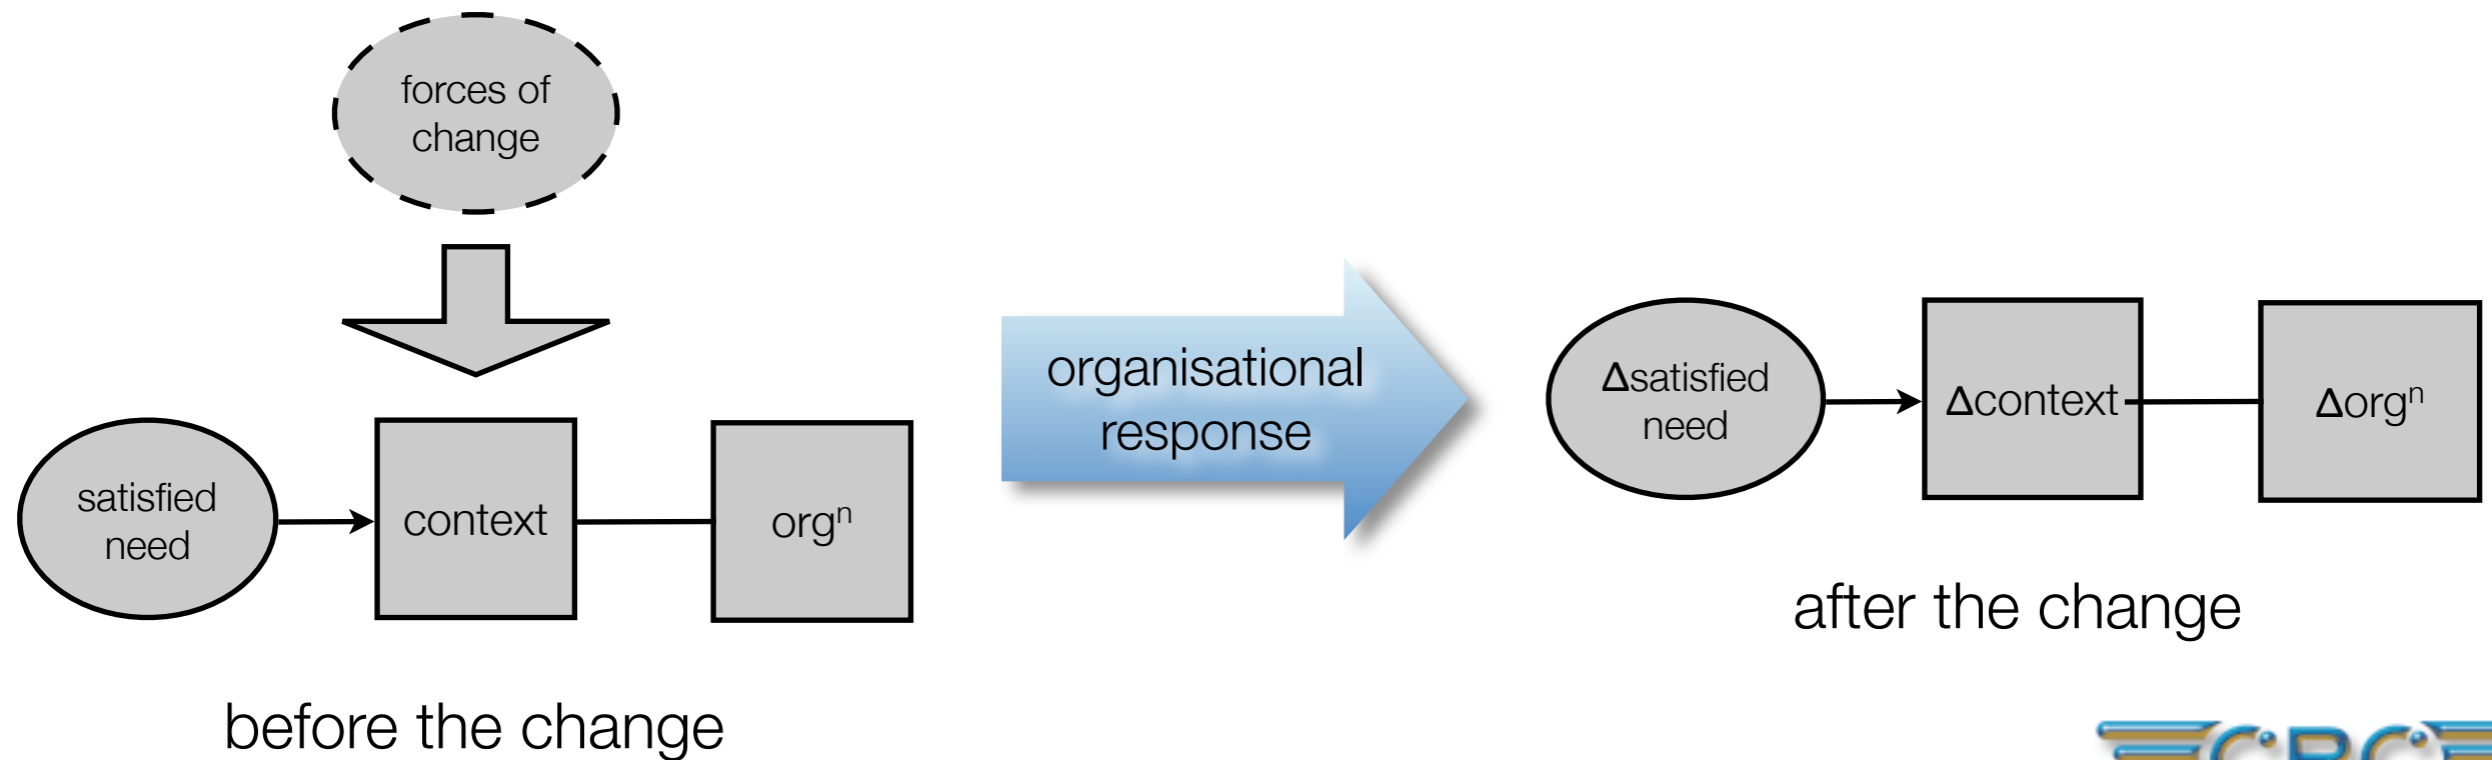 forces of
change
satisfied
need
context
orgⁿ
before the change
organisational
response
Δsatisfied
need
Δcontext
Δorgⁿ
after the change